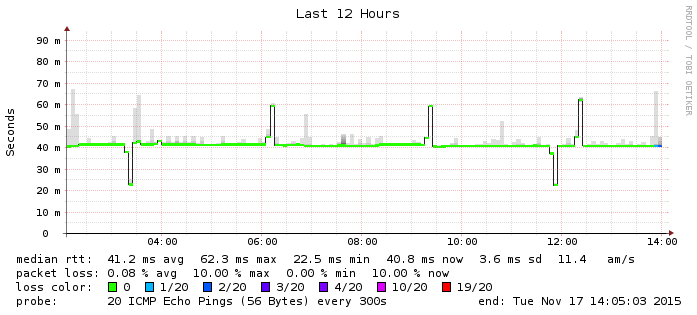 Last 12 Hours
RRDTOOL / TOBI OETIKER
Seconds
90 m
80 m
70 m
60 m
50 m
40 m
30 m
20 m
10 m
0
04:00 06:00 08:00 10:00 12:00 14:00
median rtt: 41.2 ms avg 62.3 ms max 22.5 ms min 40.8 ms now 3.6 ms sd 11.4 am/s
packet loss: 0.08 % avg 10.00 % max 0.00 % min 10.00 % now
loss color: 0 1/20 2/20 3/20 4/20 10/20 19/20
probe: 20 ICMP Echo Pings (56 Bytes) every 300s end: Tue Nov 17 14:05:03 2015